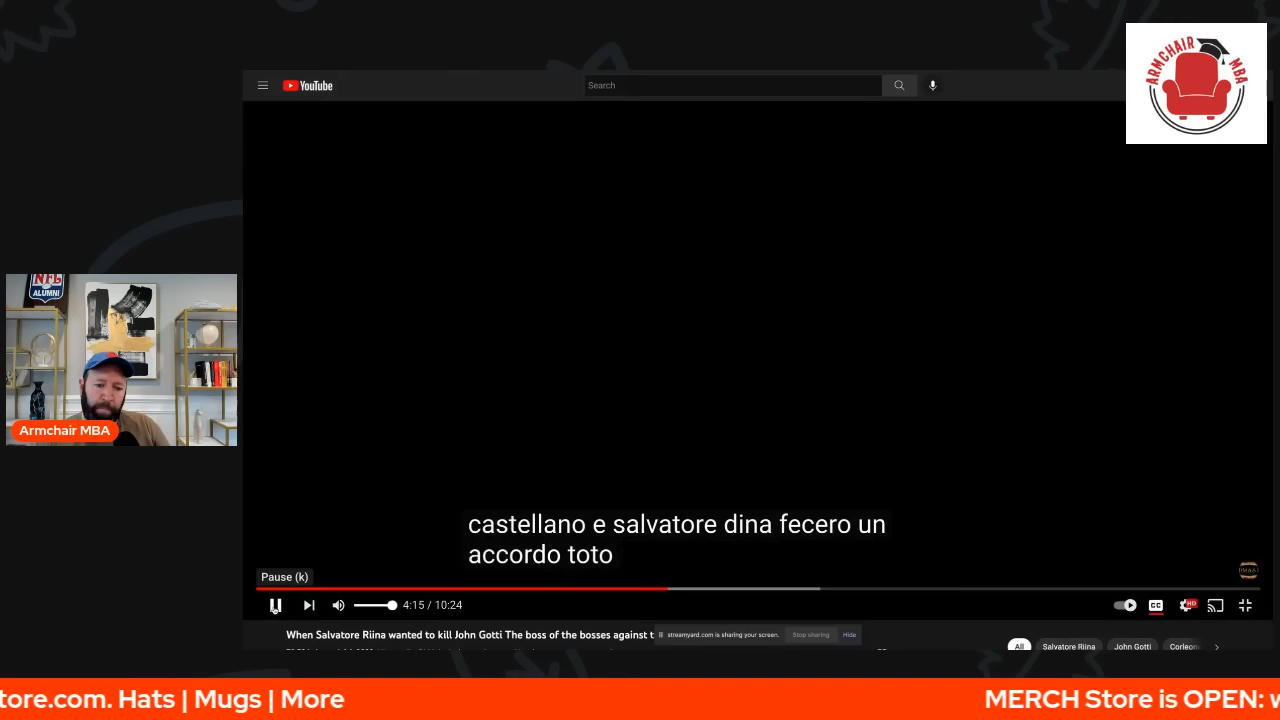 ARMCHAIR MBA
YouTube
Search
NFL
ALUMNI
Armchair MBA
castellano e salvatore dina fecero un
accordo toto
Pause (k)
4:15 / 10:24
CC
HD
When Salvatore Riina wanted to kill John Gotti The boss of the bosses against t
streamyard.com is sharing your screen.
Stop sharing
Hide
All
Salvatore Riina
John Gotti
Corleon
tore.com. Hats | Mugs | More
MERCH Store is OPEN: w